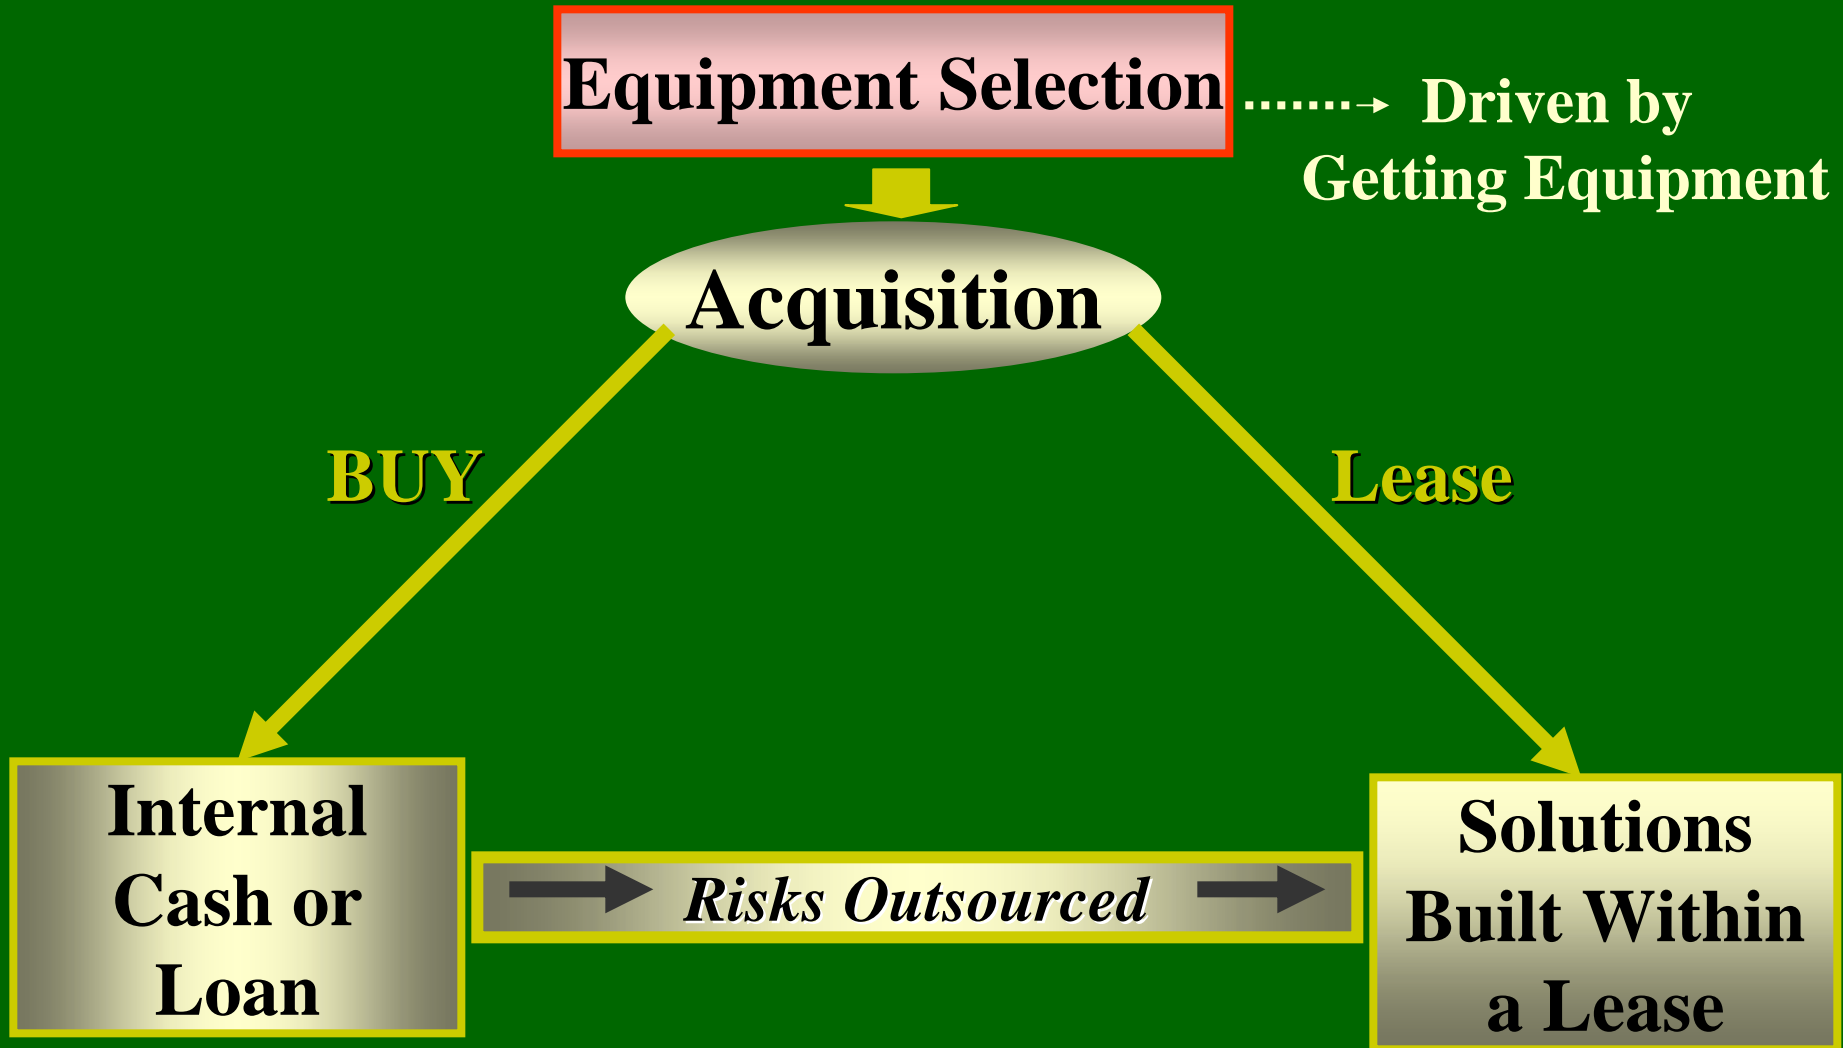 Equipment Selection
Driven by
Getting Equipment
Acquisition
BUY
Lease
Internal
Cash or
Loan
Risks Outsourced
Solutions
Built Within
a Lease